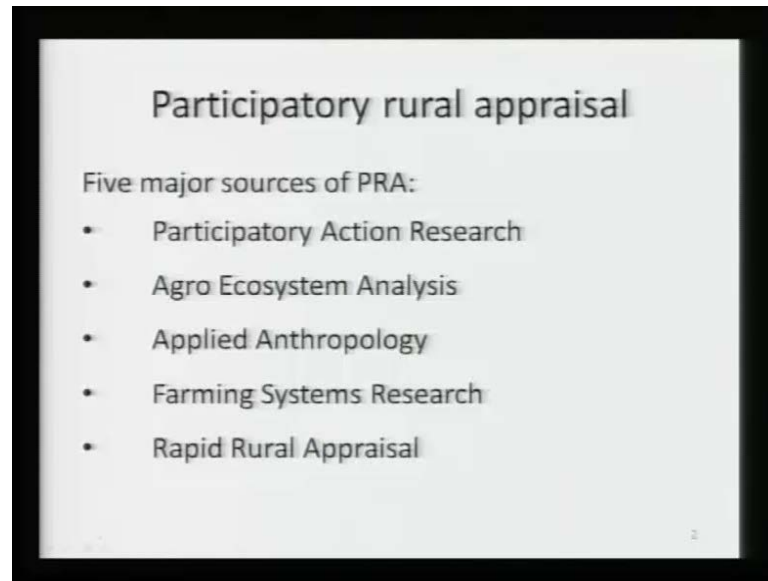 Participatory rural appraisal
Five major sources of PRA:
• Participatory Action Research
• Agro Ecosystem Analysis
• Applied Anthropology
• Farming Systems Research
• Rapid Rural Appraisal
2